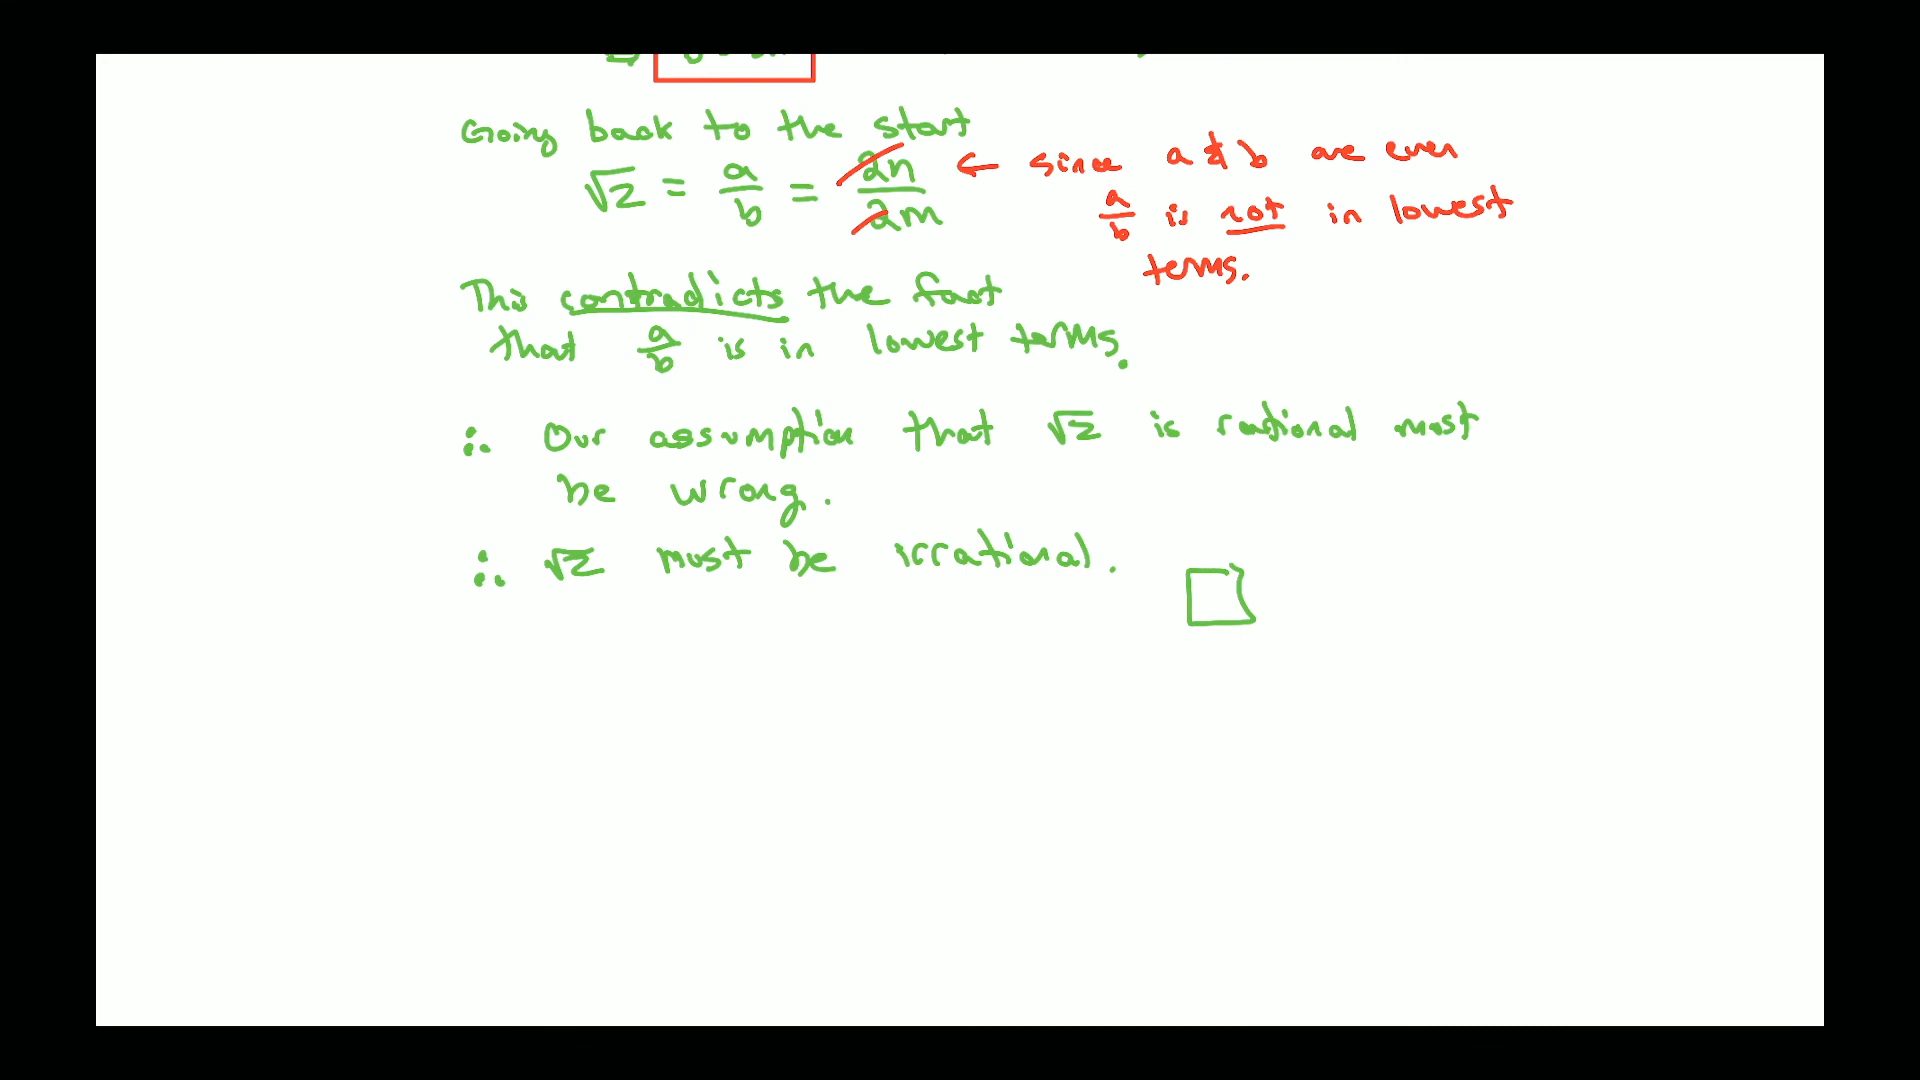 Going back to the start
√2 = a/b = 2n/2m ← since a & b are even
a/b is not in lowest
terms.
This contradicts the fact
that a/b is in lowest terms.
∴ Our assumption that √2 is rational must
be wrong.
∴ √2 must be irrational. □